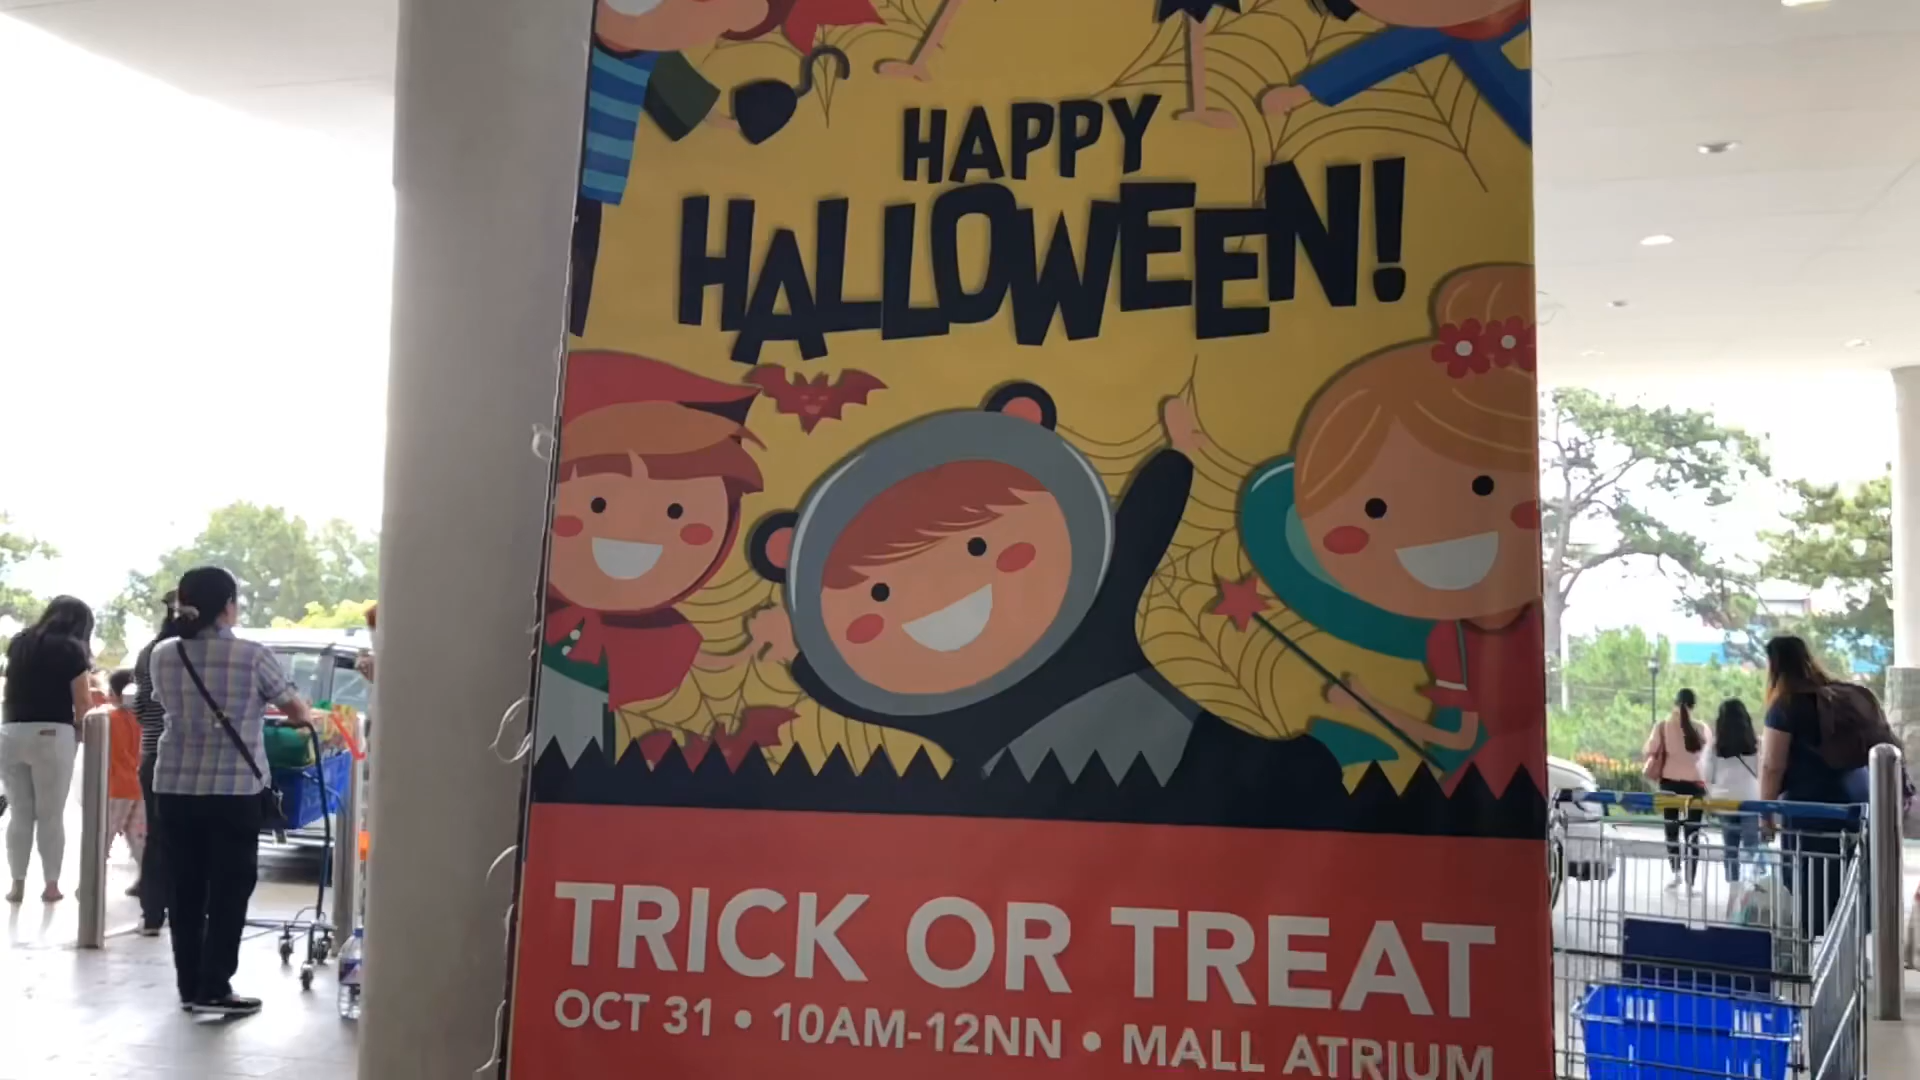 HAPPY
HALLOWEEN!
TRICK OR TREAT
OCT 31 • 10AM-12NN • MALL ATRIUM